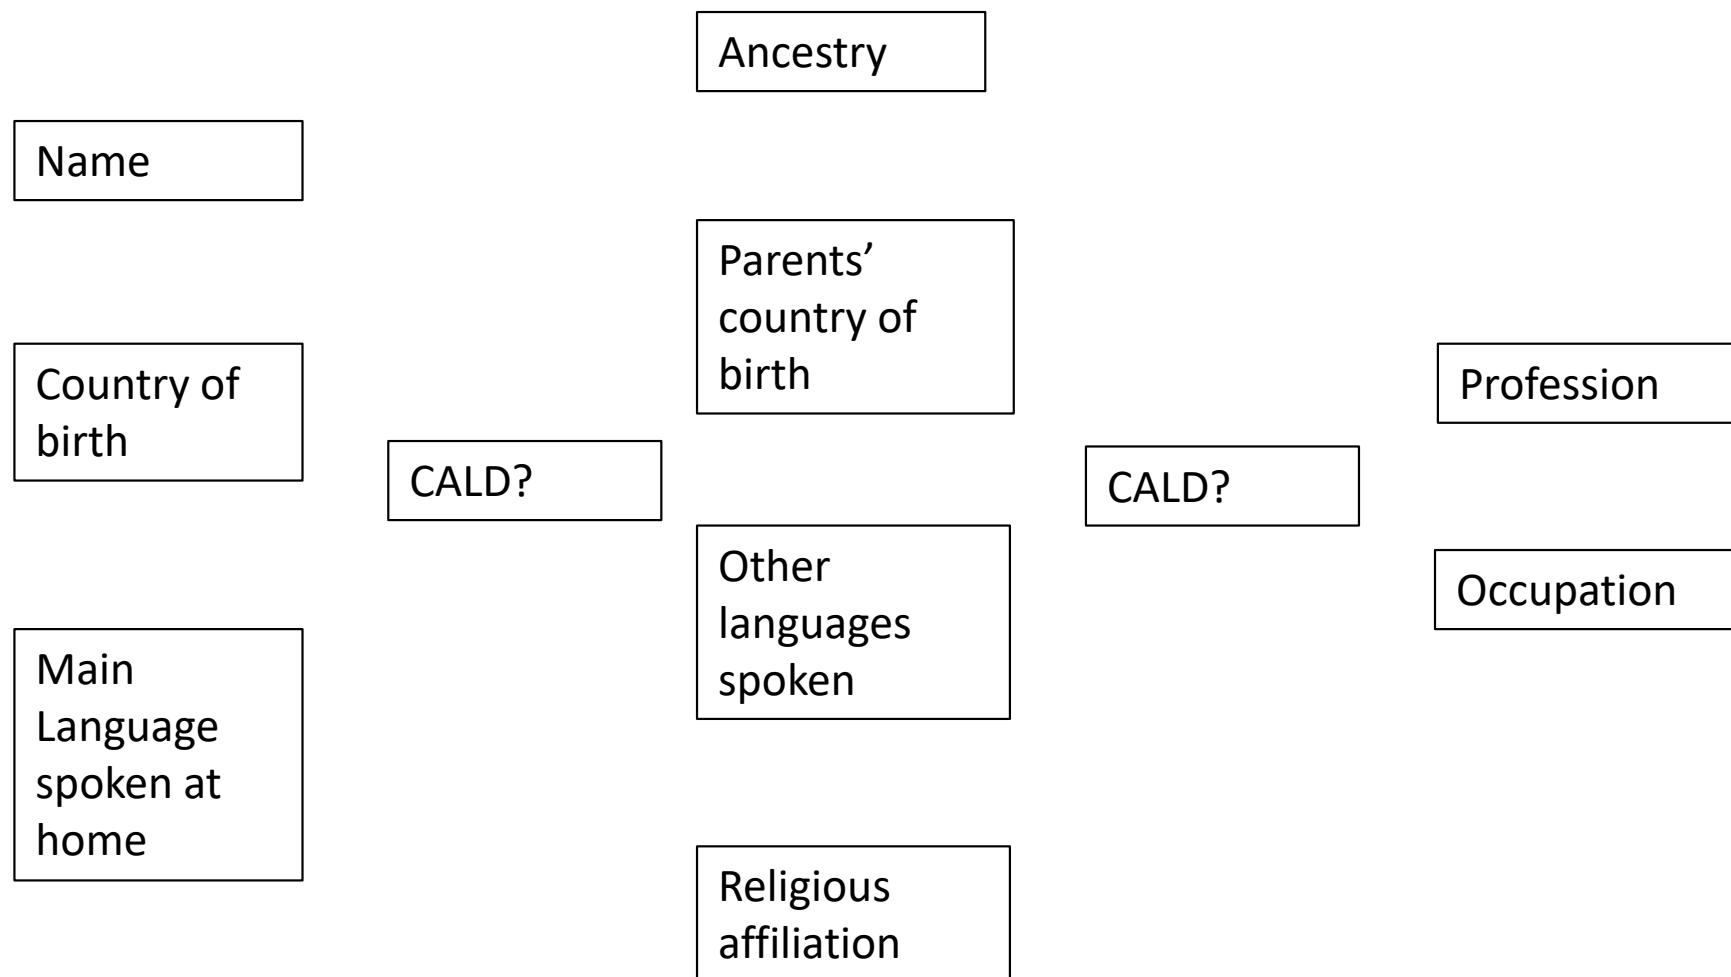 Name
Country of
birth
Main
Language
spoken at
home
CALD?
Ancestry
Parents’
country of
birth
Other
languages
spoken
Religious
affiliation
CALD?
Profession
Occupation